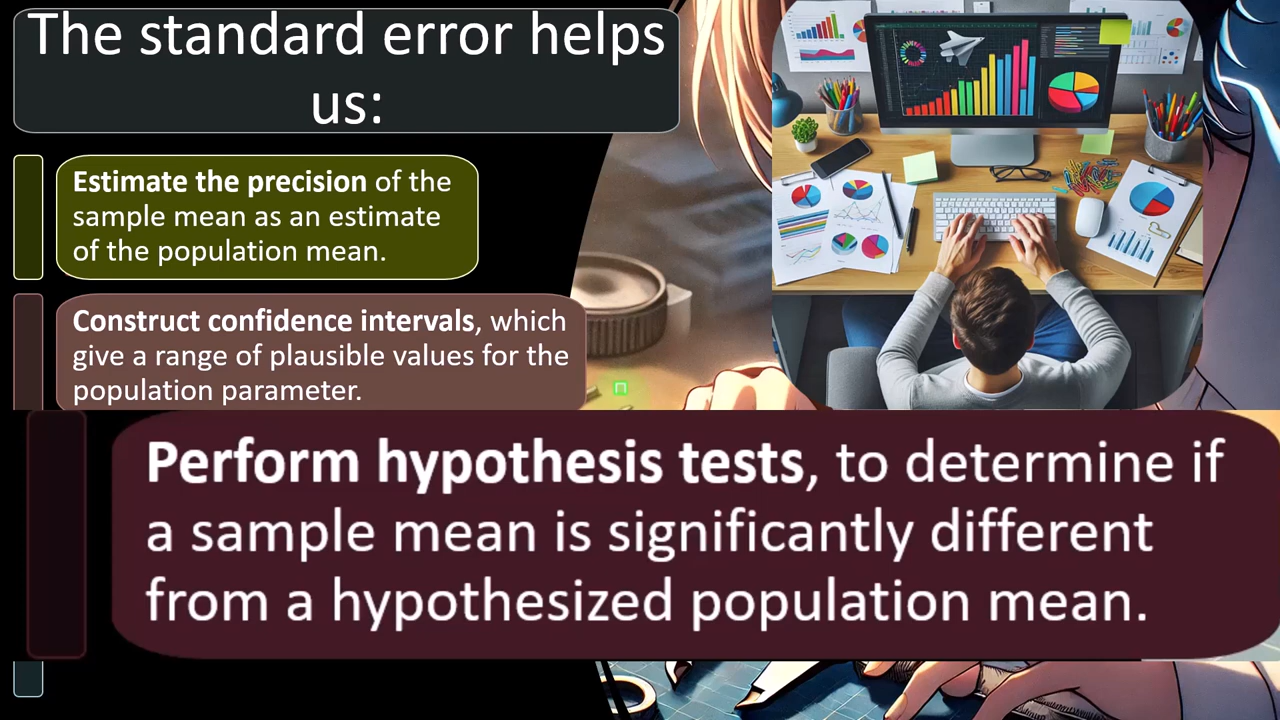 The standard error helps
us:
Estimate the precision of the
sample mean as an estimate
of the population mean.
Construct confidence intervals, which
give a range of plausible values for the
population parameter.
Perform hypothesis tests, to determine if
a sample mean is significantly different
from a hypothesized population mean.